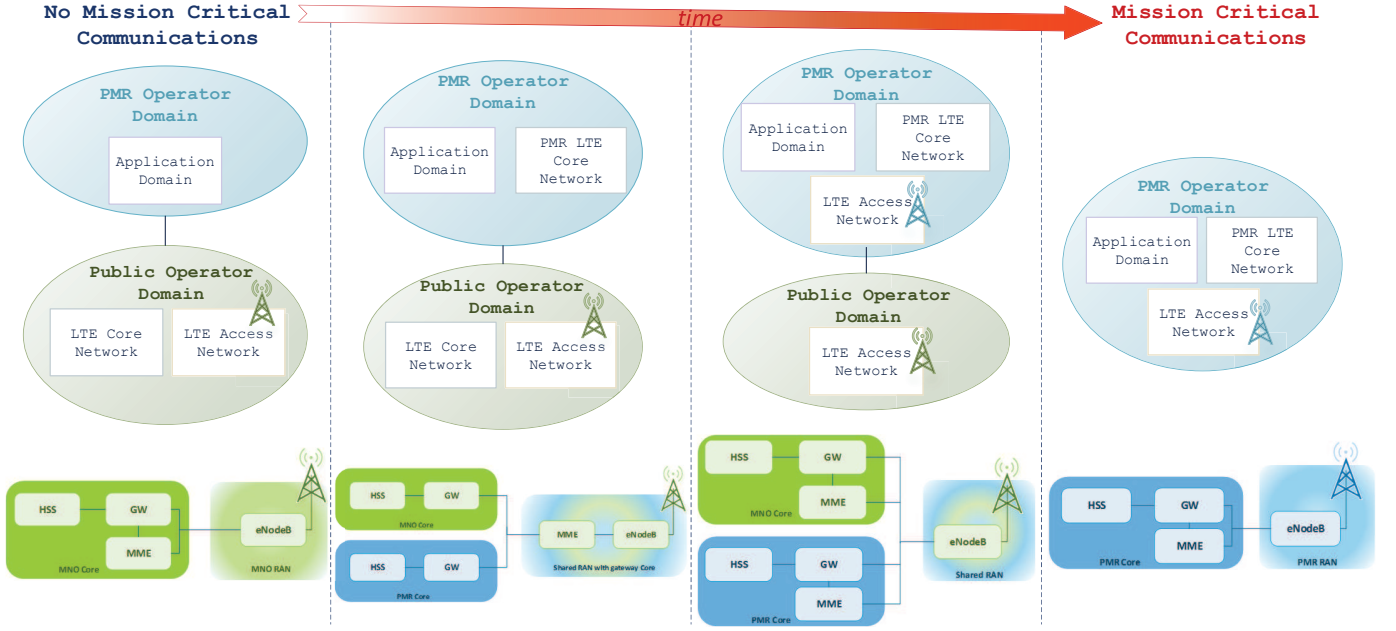 No Mission Critical
Communications
time
Mission Critical
Communications
PMR Operator
Domain
Application
Domain
Public Operator
Domain
LTE Core
Network
LTE Access
Network
HSS
GW
MME
MNO Core
eNodeB
MNO RAN
PMR Operator
Domain
Application
Domain
PMR LTE
Core
Network
Public Operator
Domain
LTE Core
Network
LTE Access
Network
HSS
GW
MNO Core
HSS
GW
PMR Core
MME
eNodeB
Shared RAN with gateway Core
PMR Operator
Domain
Application
Domain
PMR LTE
Core
Network
LTE Access
Network
Public Operator
Domain
LTE Access
Network
HSS
GW
MME
MNO Core
HSS
GW
MME
PMR Core
eNodeB
Shared RAN
PMR Operator
Domain
Application
Domain
PMR LTE
Core
Network
LTE Access
Network
HSS
GW
MME
PMR Core
eNodeB
PMR RAN